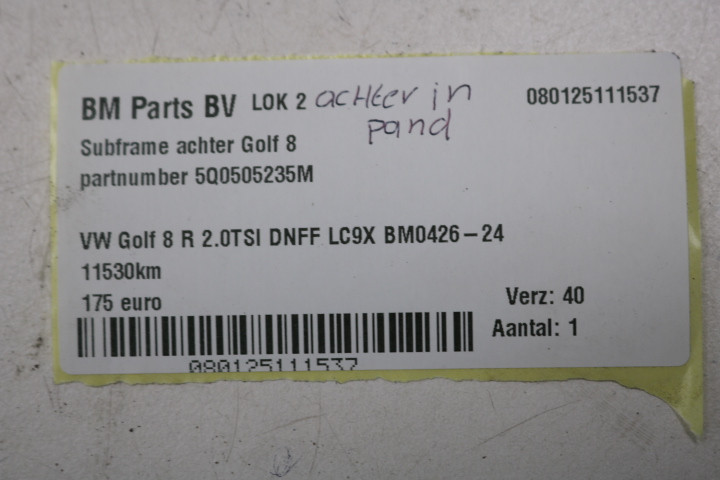 BM Parts BV LOK 2 achter in pand 080125111537
Subframe achter Golf 8
partnumber 5Q0505235M
VW Golf 8 R 2.0TSI DNFF LC9X BM0426-24
11530km
175 euro
Verz: 40
Aantal: 1
080125111537